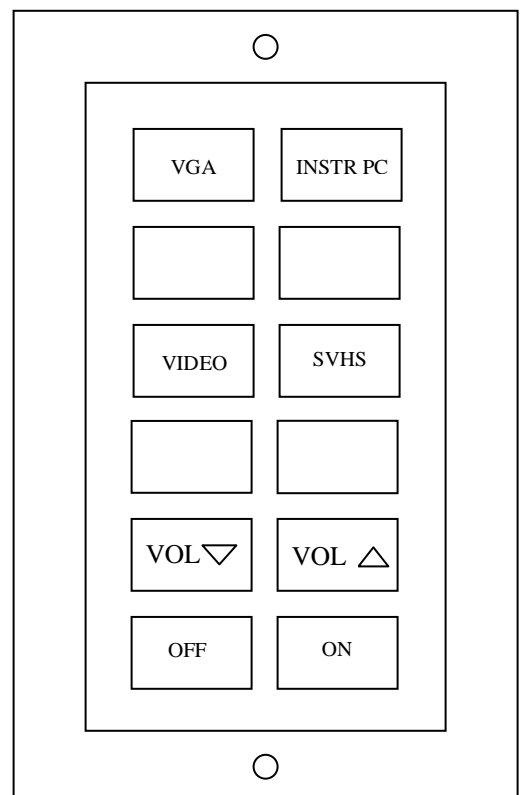 VGA INSTR PC
VIDEO SVHS
VOL ▽ VOL △
OFF ON